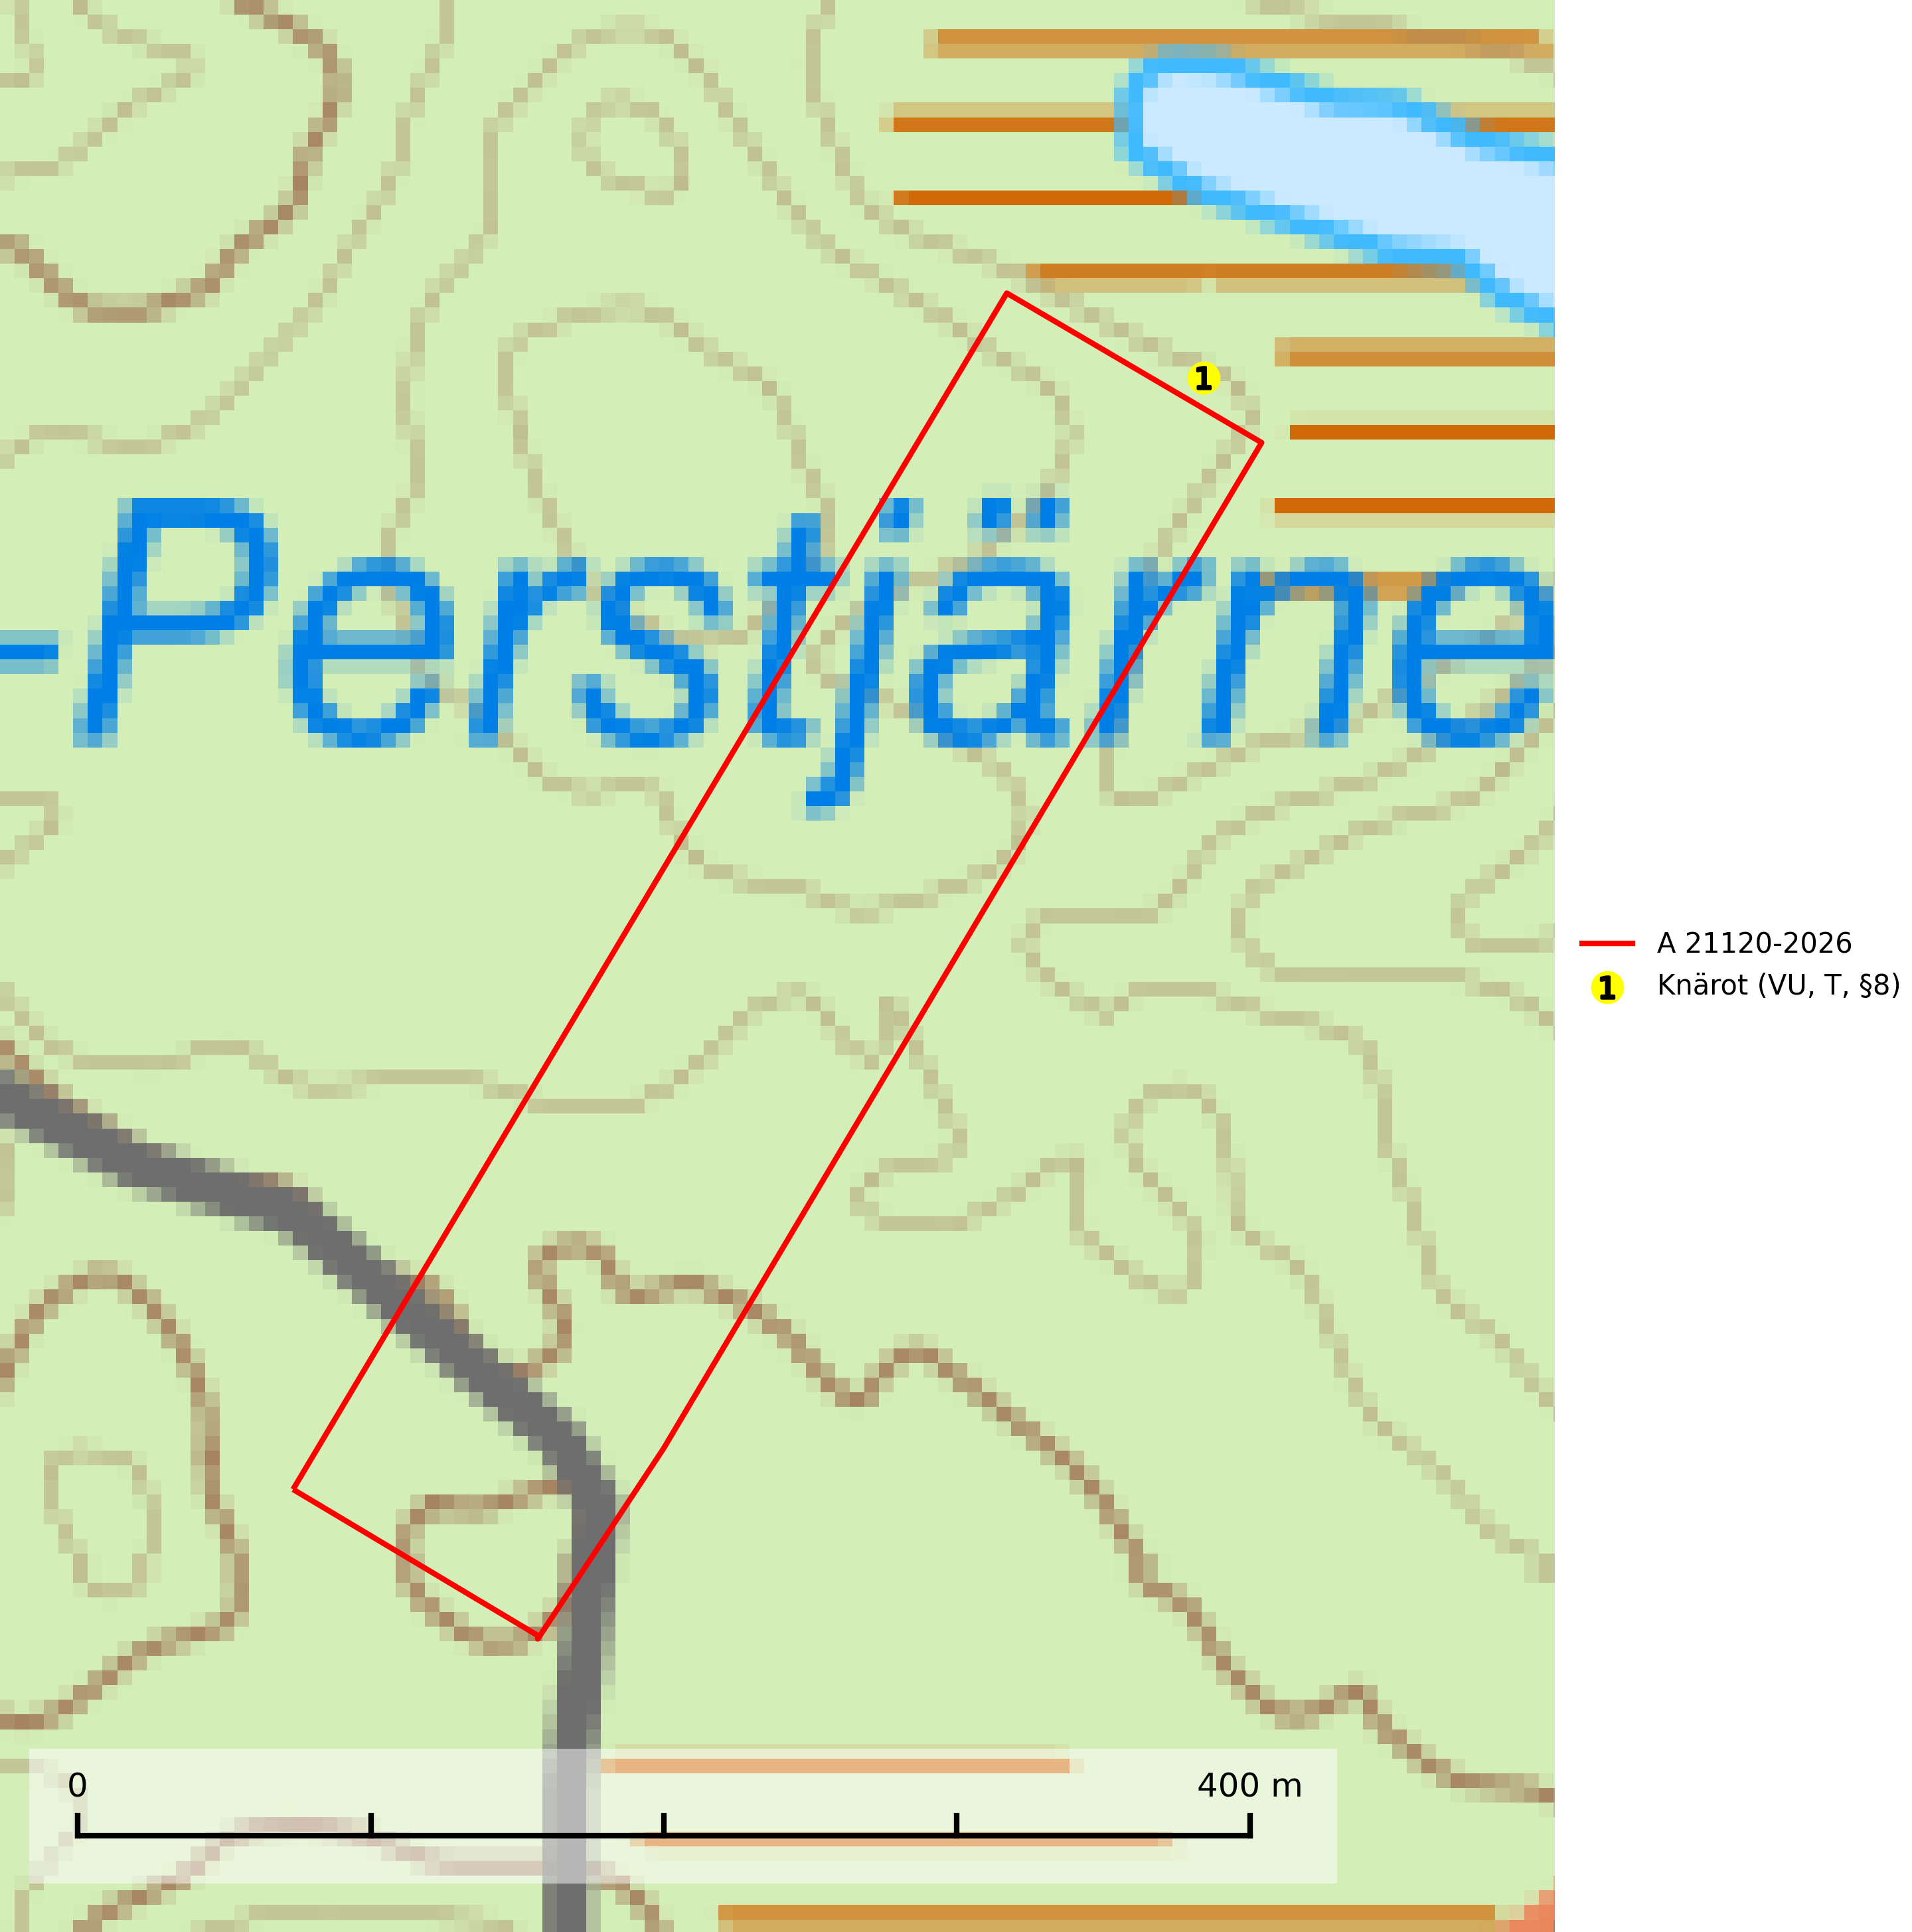 1
-Perstjärne
A 21120-2026
1 Knärot (VU, T, §8)
0 400 m